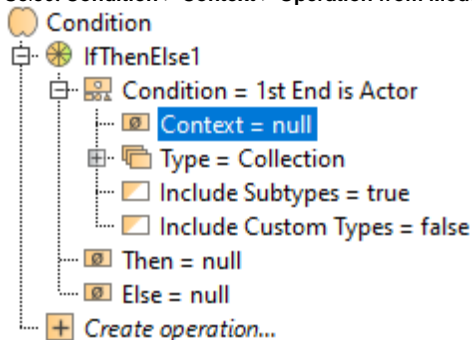 Condition
IfThenElse1
Condition = 1st End is Actor
Context = null
Type = Collection
Include Subtypes = true
Include Custom Types = false
Then = null
Else = null
Create operation...